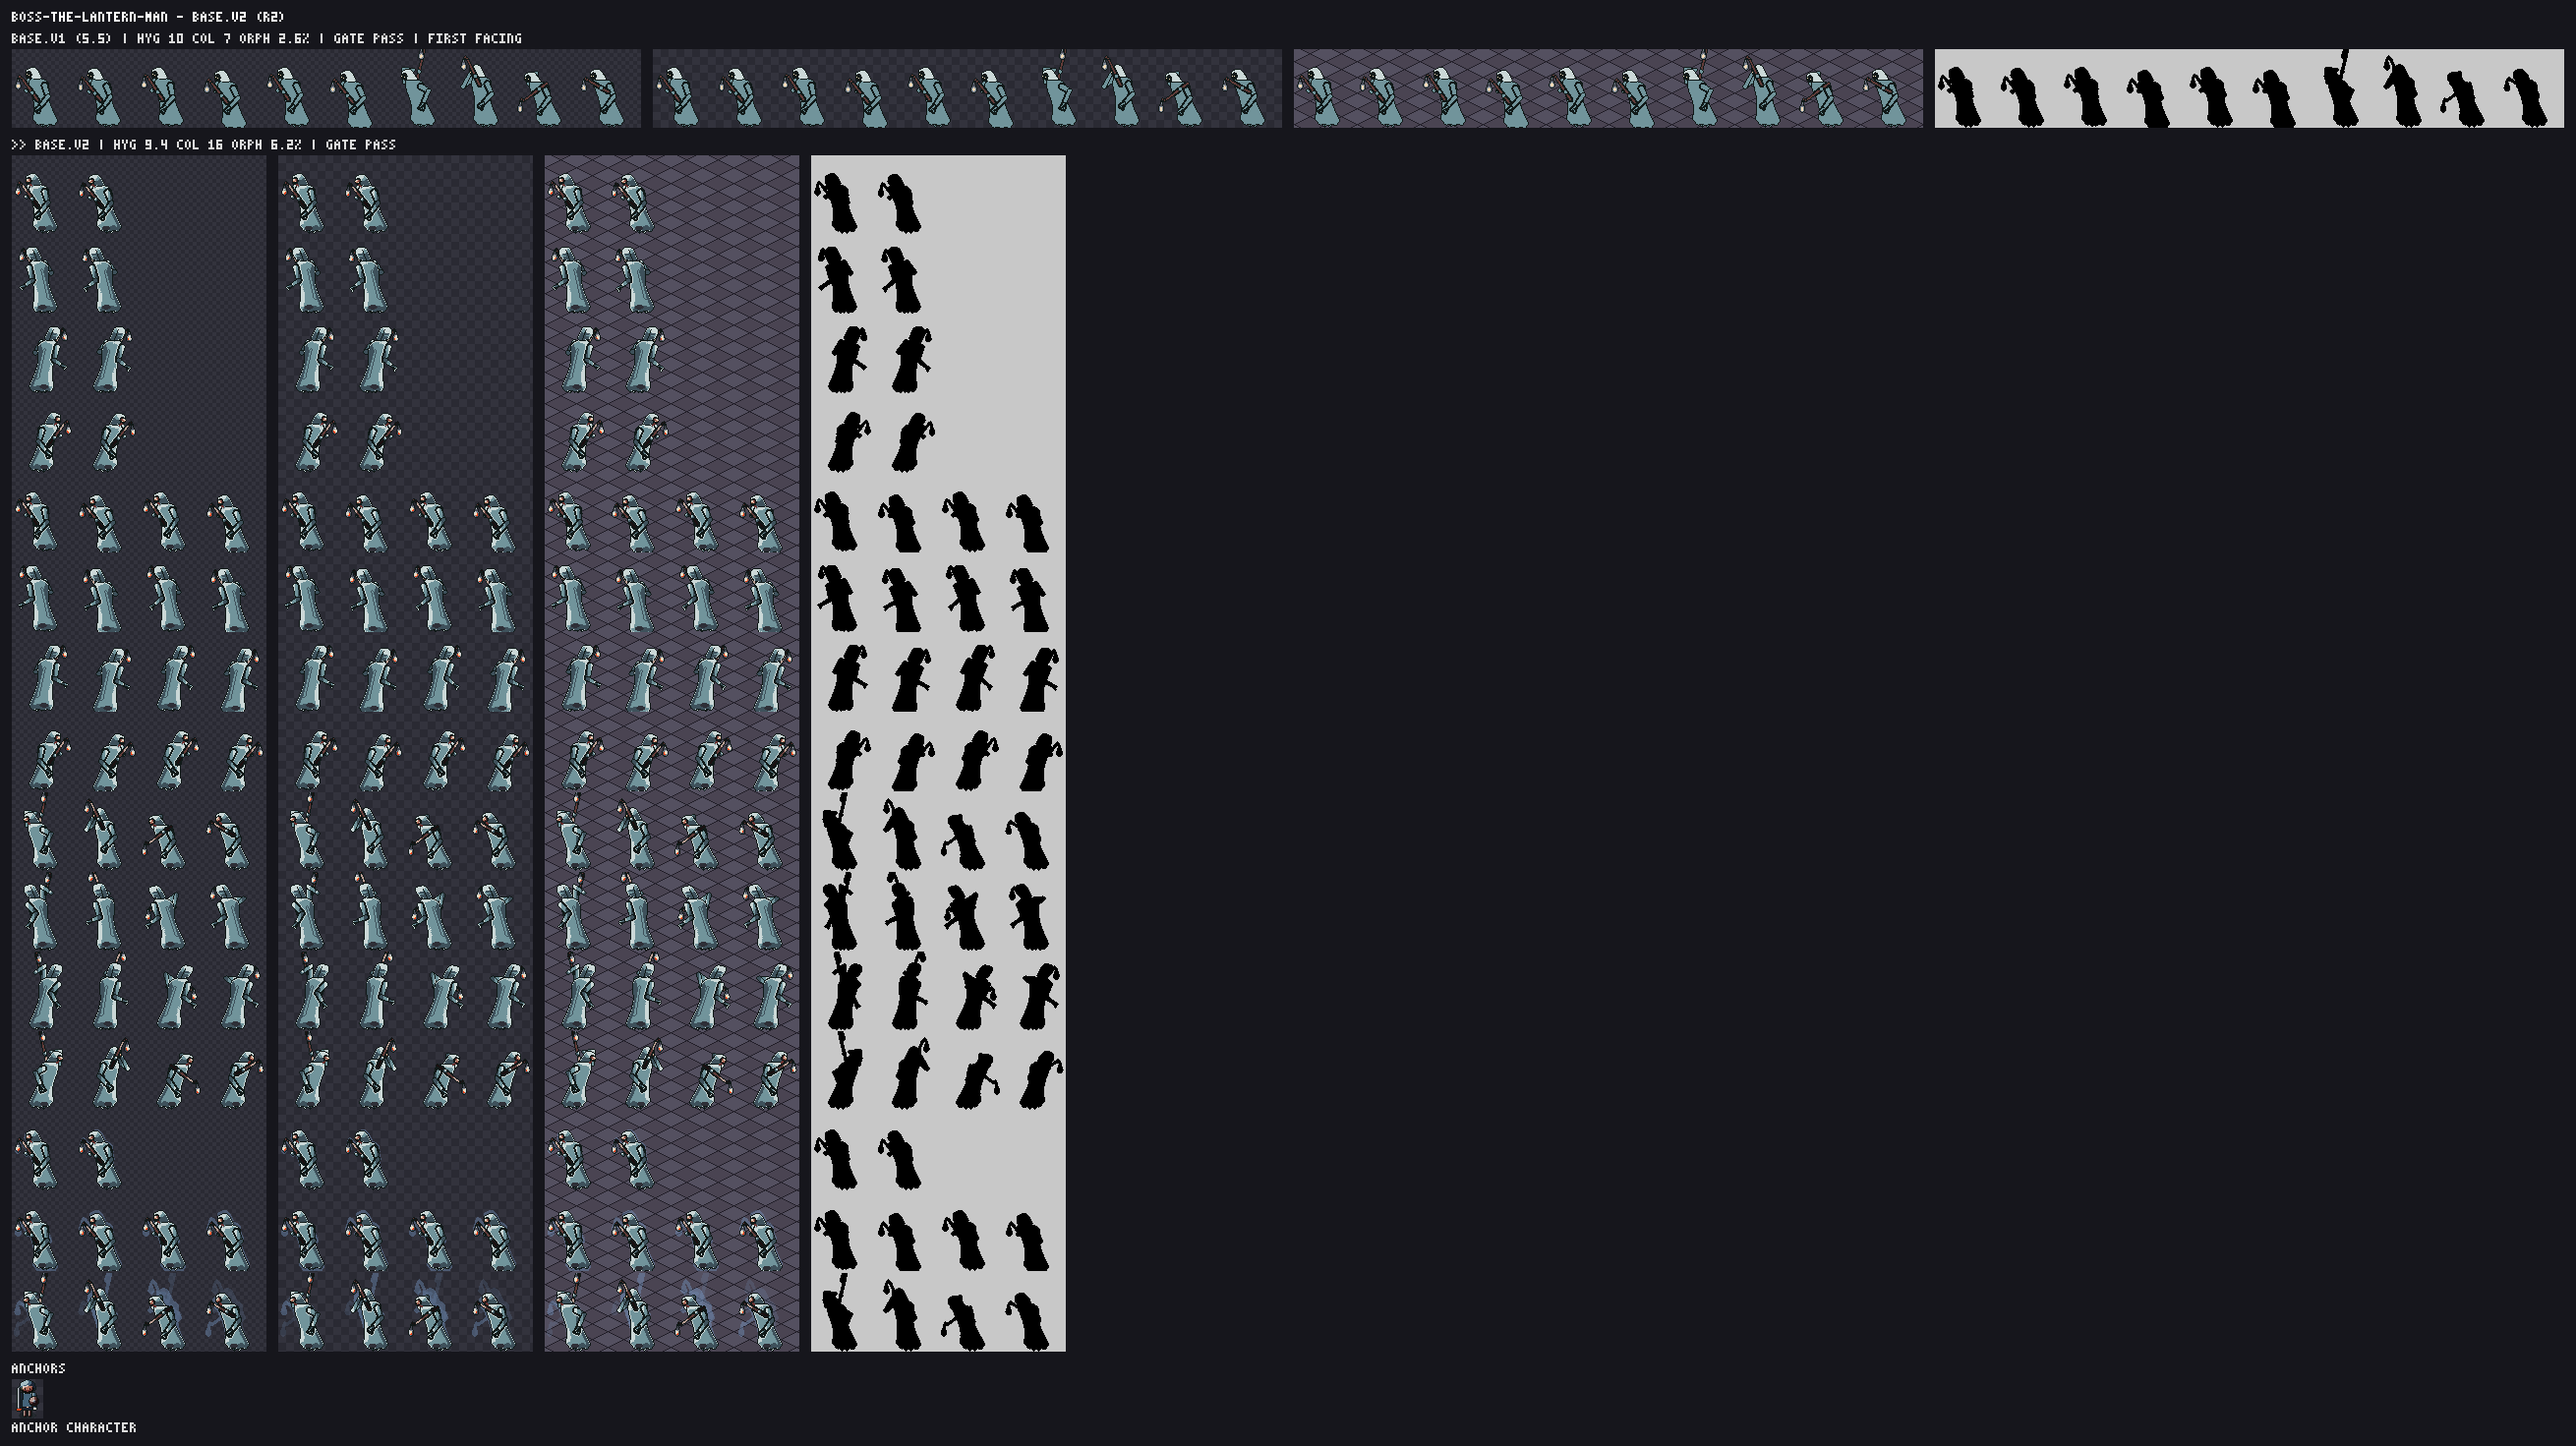 BOSS-THE-LANTERN-MAN - BASE.V2 (R2)
BASE.V1 (5.5) | HYG 10 COL 7 ORPH 2.6% | GATE PASS | FIRST FACING
>> BASE.V2 | HYG 9.4 COL 16 ORPH 6.2% | GATE PASS
ANCHORS
ANCHOR CHARACTER